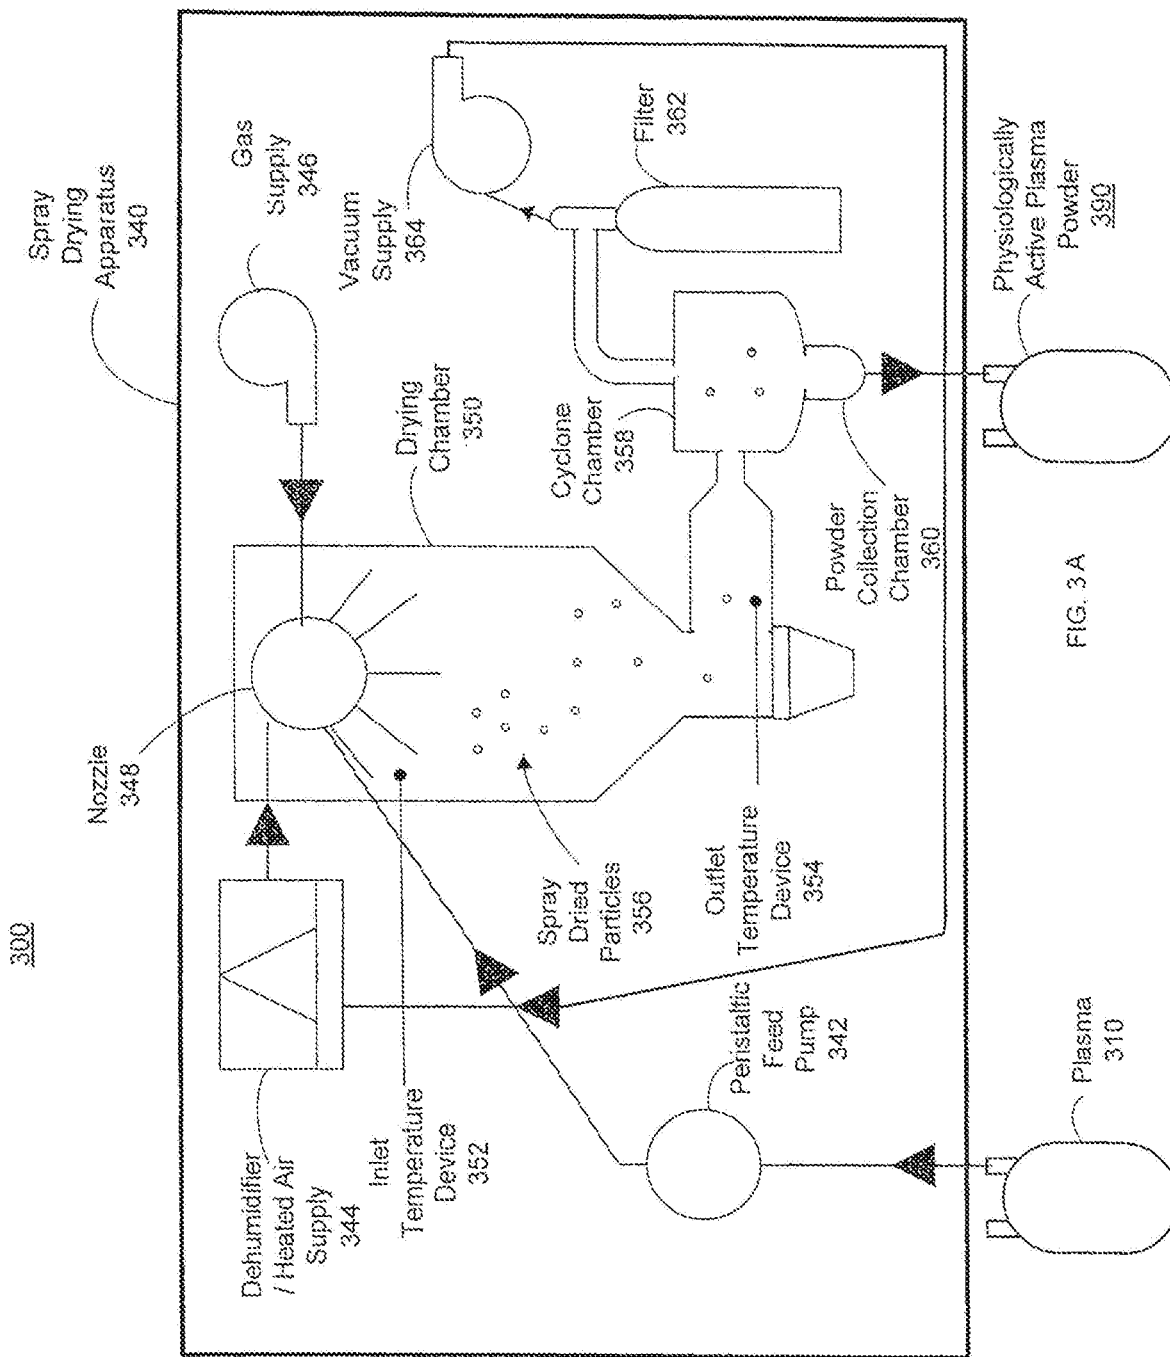 300
Spray
Drying
Apparatus
340
Gas
Supply
346
Nozzle
348
Dehumidifier
/ Heated Air
Supply
344
Drying
Chamber
350
Vacuum
Supply
364
Filter
362
Inlet
Temperature
Device
352
Spray
Dried
Particles
356
Cyclone
Chamber
358
Outlet
Temperature
Device
354
Powder
Collection
Chamber
360
Peristaltic
Feed
Pump
342
Plasma
310
Physiologically
Active Plasma
Powder
390
FIG. 3A